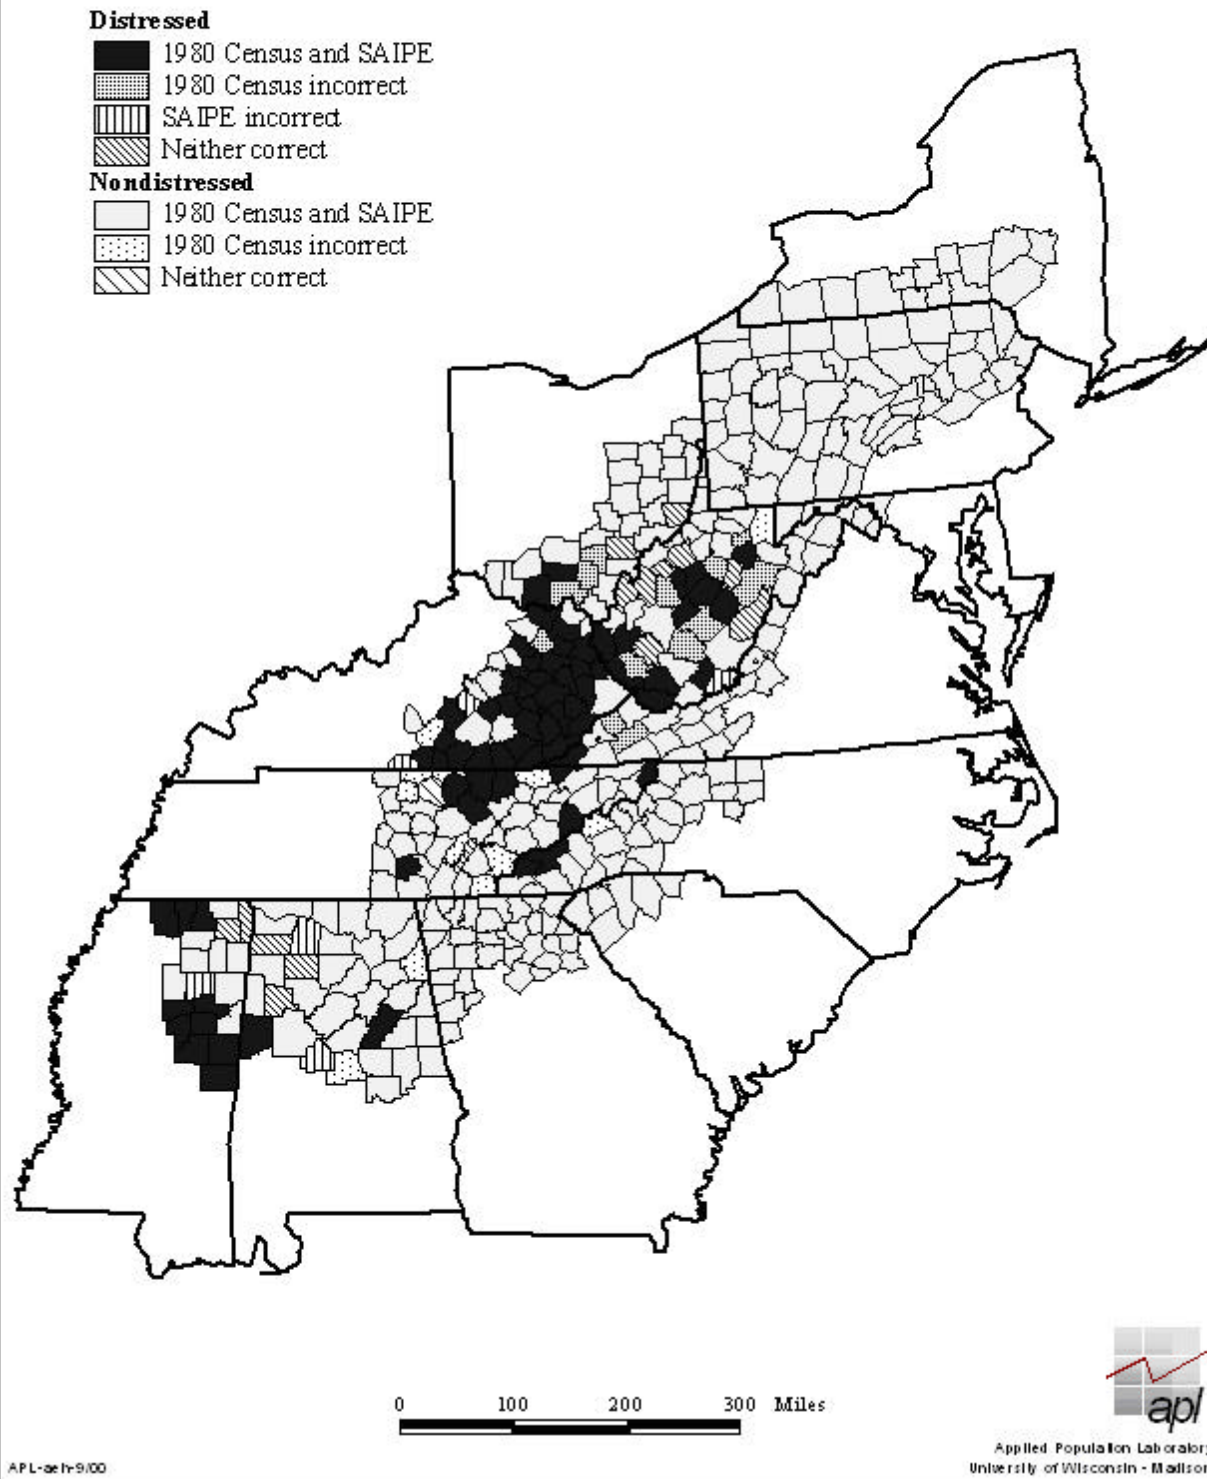 Distressed
1980 Census and SAIPE
1980 Census incorrect
SAIPE incorrect
Neither correct
Nondistressed
1980 Census and SAIPE
1980 Census incorrect
Neither correct
0 100 200 300 Miles
apl
Applied Population Laboratory
University of Wisconsin - Madison
APL-aeh-9/00